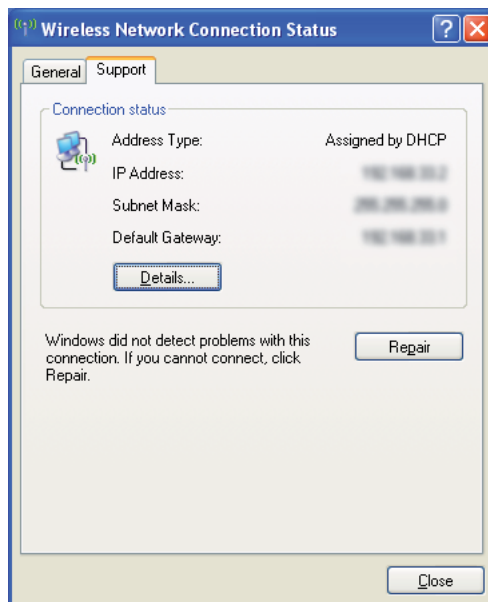 Wireless Network Connection Status
General Support
Connection status
Address Type: Assigned by DHCP
IP Address:
Subnet Mask:
Default Gateway:
Details...
Windows did not detect problems with this
connection. If you cannot connect, click
Repair.
Repair
Close